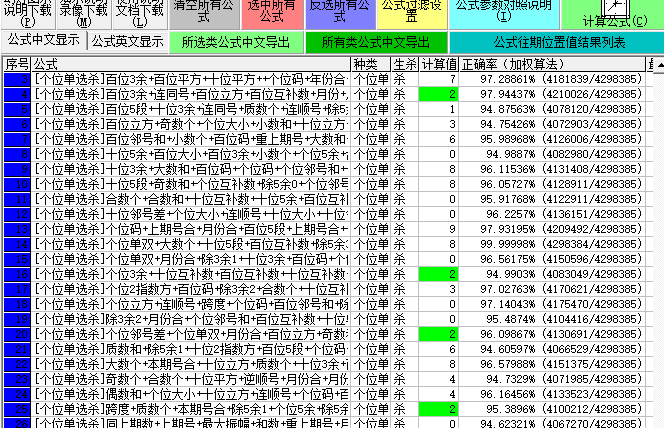 说明图示 录像示机 使用说明 清空所有公 选中所有 反选所有 公式过滤设 公式参数对照说明
下载 下载 文档下载 式 公式 公式 置 (I) 计算公式(C)
(P) (M) (L)
公式中文显示 公式英文显示 所选类公式中文导出 所有类公式中文导出 公式往期位置值结果列表
序号 公式 种类 生杀 计算值 正确率（加权算法）
3 [个位单选杀]百位3余+百位平方+十位平方++个位码+年份合 个位单 杀 7 97.28861% (4181839/4298385)
4 [个位单选杀]百位3余+连同号+百位立方+百位互补数+月份+ 个位单 杀 2 97.94437% (4210026/4298385)
5 [个位单选杀]百位5段+十位3余+连同号+质数个+连顺号+除5 个位单 杀 1 94.87563% (4078120/4298385)
6 [个位单选杀]百位立方+奇数个+个位大小+小数和+十位立方 个位单 杀 3 94.75426% (4072903/4298385)
7 [个位单选杀]百位邻号和+小数个+百位码+重上期号+大数和 个位单 杀 6 95.98968% (4126006/4298385)
8 [个位单选杀]十位5余+百位大小+百位3余+小数个+个位5余+ 个位单 杀 0 94.9887% (4082980/4298385)
9 [个位单选杀]十位3余+大数和+百位码+个位码+个位邻号和+ 个位单 杀 8 96.11536% (4131408/4298385)
10 [个位单选杀]十位5段+奇数和+个位互补数+除5余0+个位邻号 个位单 杀 8 96.05727% (4128911/4298385)
11 [个位单选杀]合数个+合数和+十位互补数+十位5余+百位互补 个位单 杀 0 95.91768% (4122911/4298385)
12 [个位单选杀]十位邻号差+个位大小+连顺号+十位大小+十位 个位单 杀 0 96.2257% (4136151/4298385)
13 [个位单选杀]个位码+上期号合+月份合+百位5段+上期号合+ 个位单 杀 9 97.93195% (4209492/4298385)
14 [个位单选杀]个位单双+大数个+十位5段+百位互补数+除5余 个位单 杀 8 99.99998% (4298384/4298385)
15 [个位单选杀]个位单双+月份合+除3余1+十位3余+百位码+个 个位单 杀 0 96.56175% (4150596/4298385)
16 [个位单选杀]个位3余+十位互补数+百位互补数+十位互补数+ 个位单 杀 2 94.9903% (4083049/4298385)
17 [个位单选杀]个位2指数方+百位码+除3余2+合数个+十位互补 个位单 杀 3 97.02763% (4170621/4298385)
18 [个位单选杀]个位立方+连顺号+跨度+个位码+百位邻号和+除 个位单 杀 0 97.14043% (4175470/4298385)
19 [个位单选杀]除3余2+月份合+个位邻号和+百位互补数+十位 个位单 杀 0 95.4874% (4104416/4298385)
20 [个位单选杀]个位邻号差+个位单双+月份合+百位立方+奇数 个位单 杀 2 96.09867% (4130691/4298385)
21 [个位单选杀]质数和+除5余1+十位2指数方+百位5段+个位码 个位单 杀 6 94.60597% (4066529/4298385)
22 [个位单选杀]大数个+本期号合+十位立方+质数个+十位3余+ 个位单 杀 8 96.57988% (4151375/4298385)
23 [个位单选杀]奇数个+合数个+十位平方+逆顺号+月份合+月份 个位单 杀 4 94.7329% (4071985/4298385)
24 [个位单选杀]偶数和+个位大小+个位立方+连顺号+个位码+百 个位单 杀 4 96.16456% (4133523/4298385)
25 [个位单选杀]跨度+质数个+本期号合+除5余1+个位5余+除5余 个位单 杀 2 95.3896% (4100212/4298385)
26 [个位单选杀]同上期数+上期号+最大振幅+和数+重上期号+月 个位单 杀 0 94.62321% (4067270/4298385)